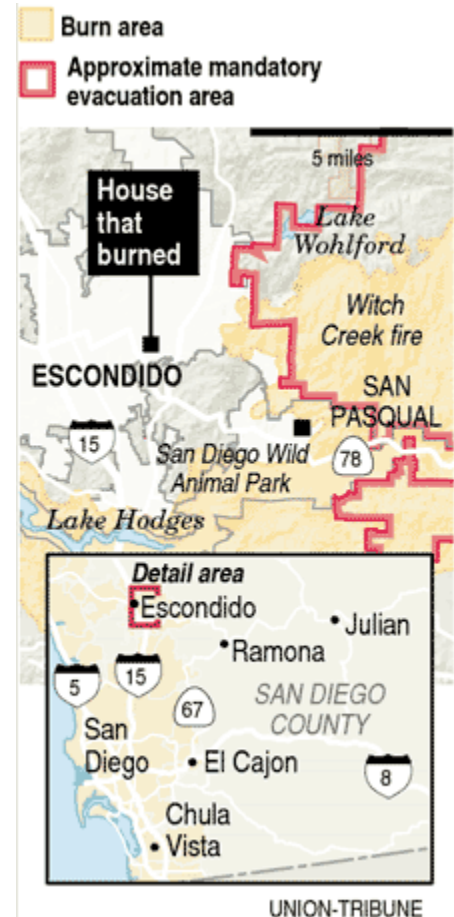 Burn area
Approximate mandatory
evacuation area
5 miles
House
that
burned
Lake
Wohlford
Witch
Creek fire
ESCONDIDO
SAN
PASQUAL
15
San Diego Wild
Animal Park
78
Lake Hodges
Detail area
Escondido
Julian
Ramona
5
15
67
SAN DIEGO
COUNTY
San
Diego
El Cajon
8
Chula
Vista
UNION-TRIBUNE